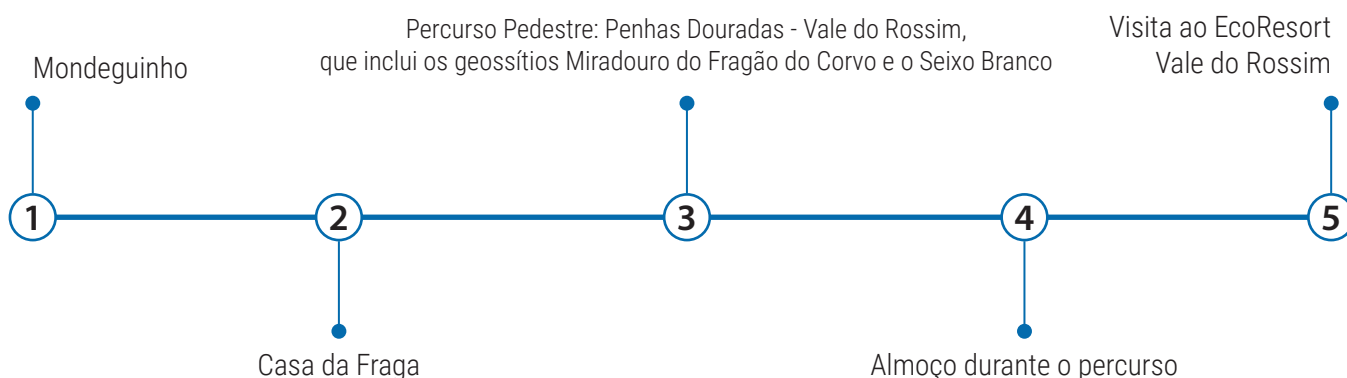 Mondeguinho
Percurso Pedestre: Penhas Douradas - Vale do Rossim,
que inclui os geossítios Miradouro do Fragão do Corvo e o Seixo Branco
Visita ao EcoResort
Vale do Rossim
1
2
3
4
5
Casa da Fraga
Almoço durante o percurso